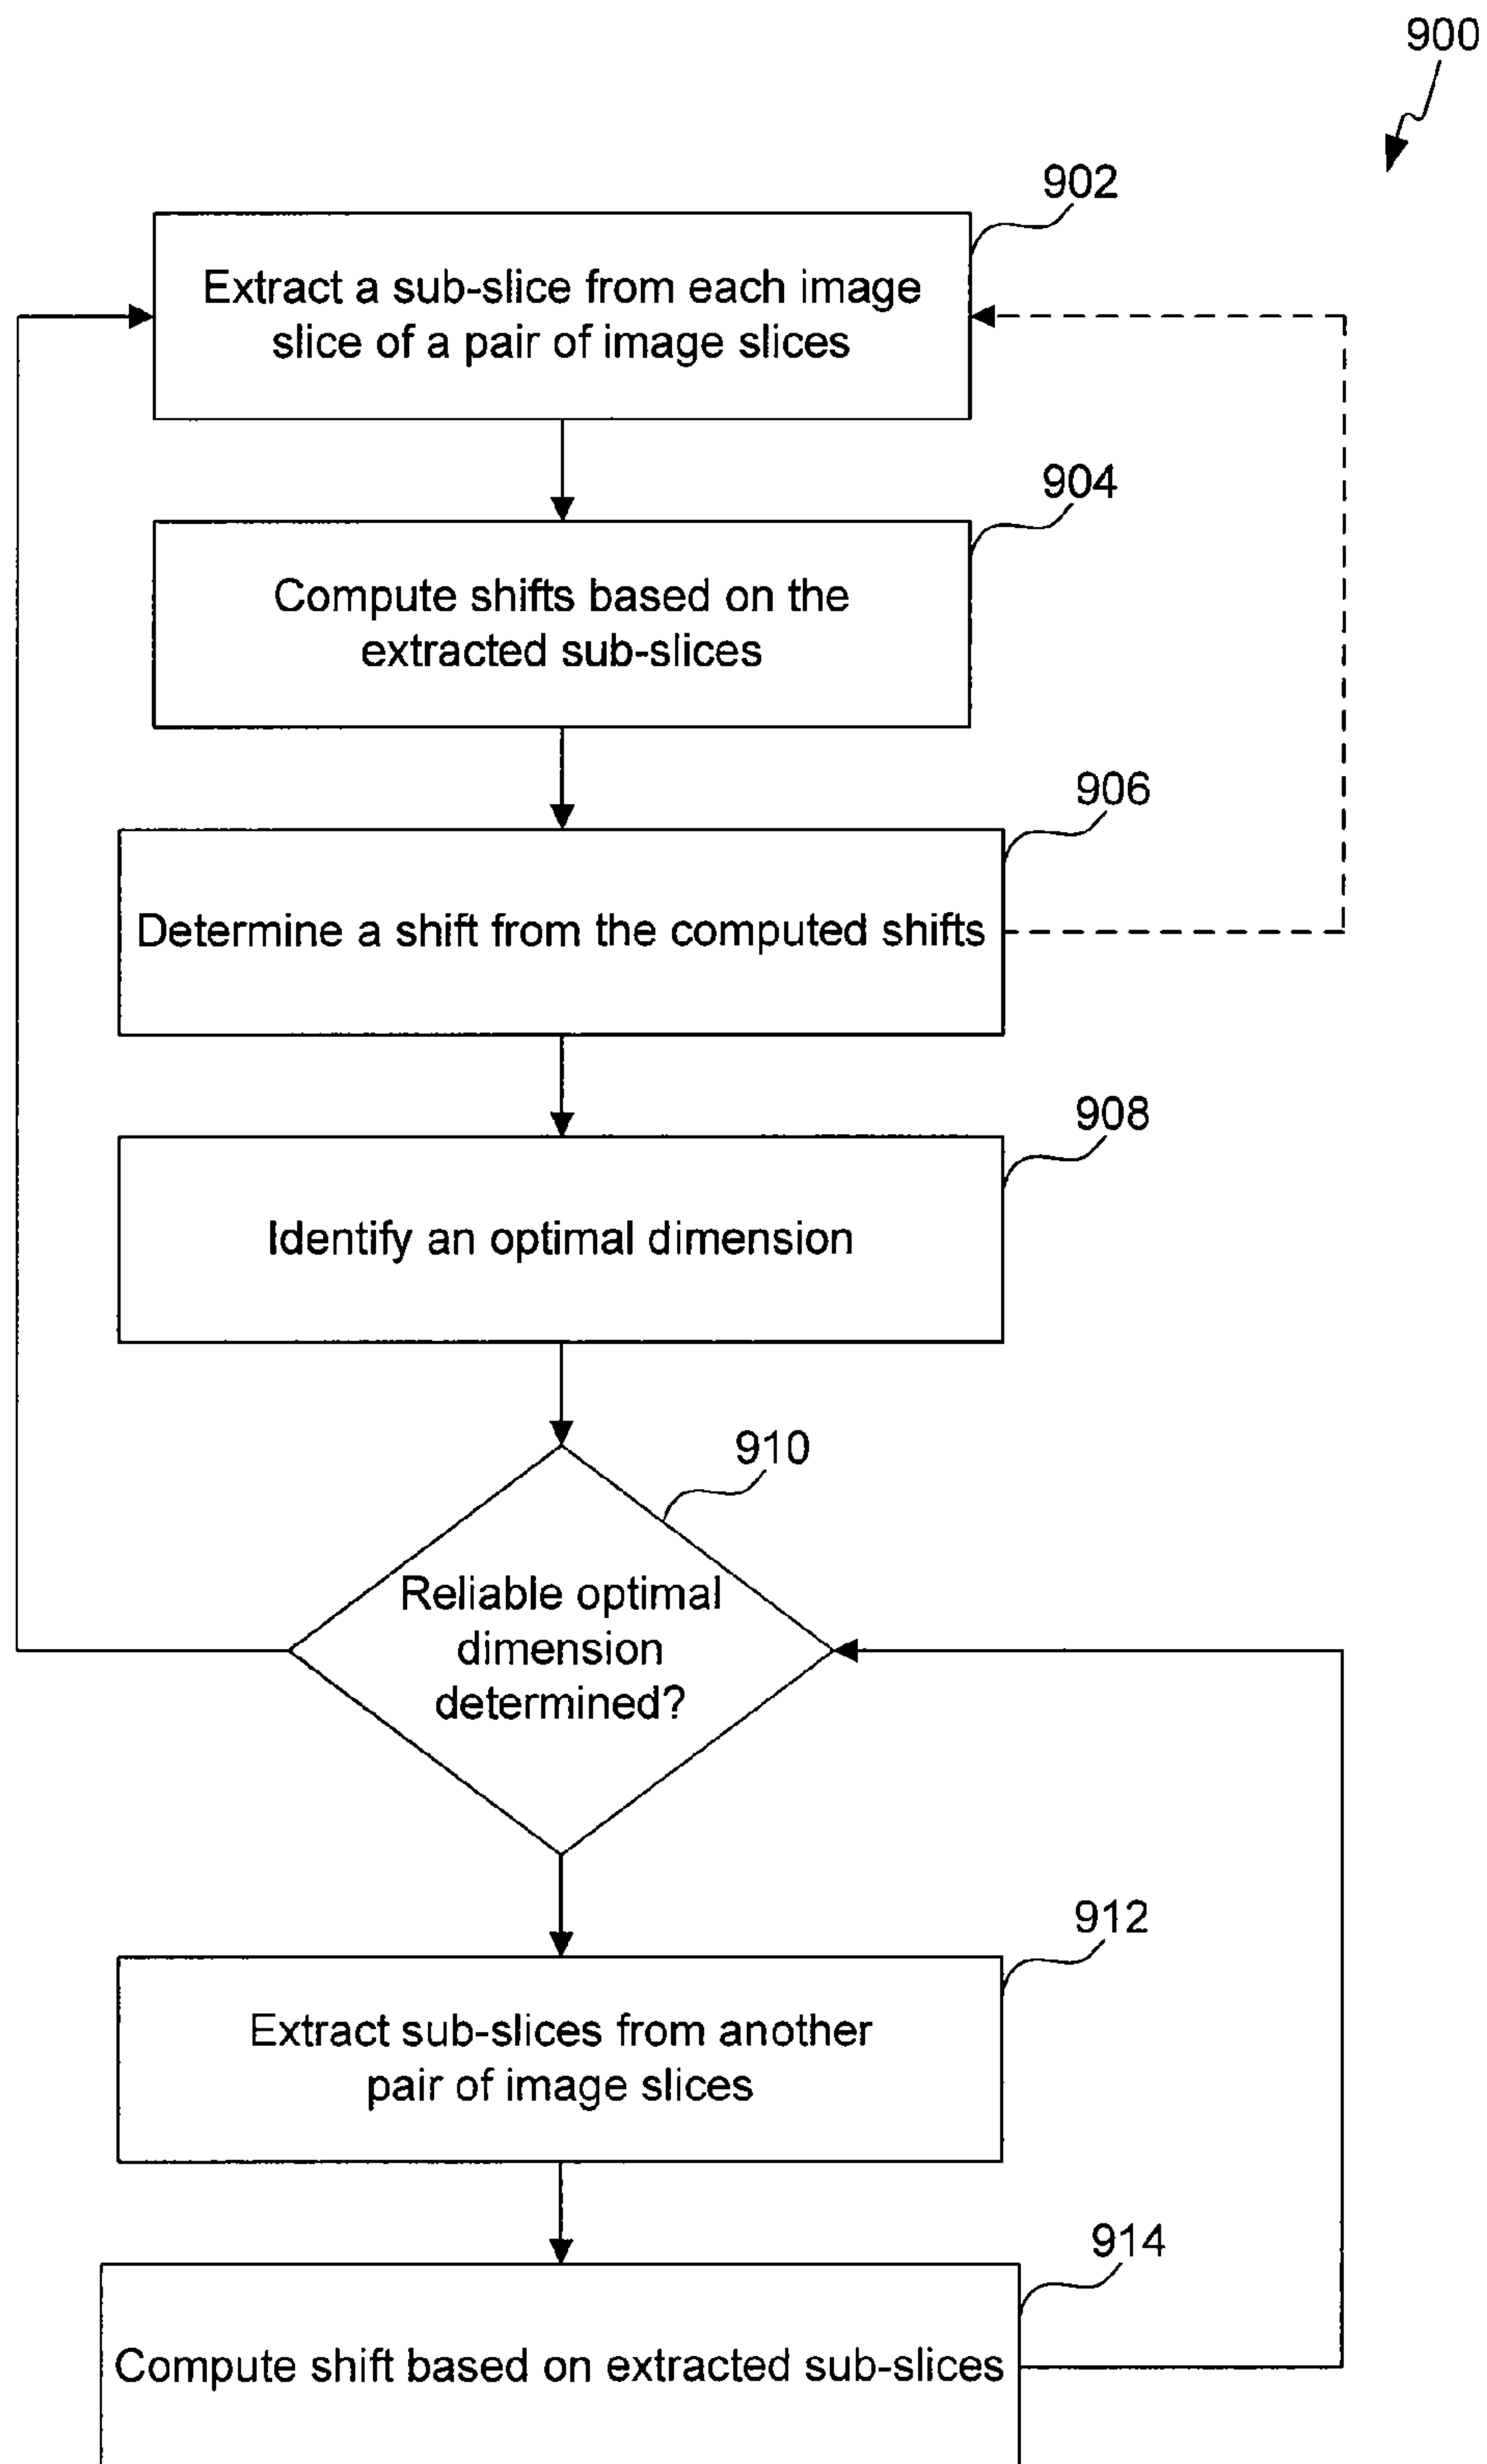 900
902
Extract a sub-slice from each image
slice of a pair of image slices
904
Compute shifts based on the
extracted sub-slices
906
Determine a shift from the computed shifts
908
Identify an optimal dimension
910
Reliable optimal
dimension
determined?
912
Extract sub-slices from another
pair of image slices
914
Compute shift based on extracted sub-slices